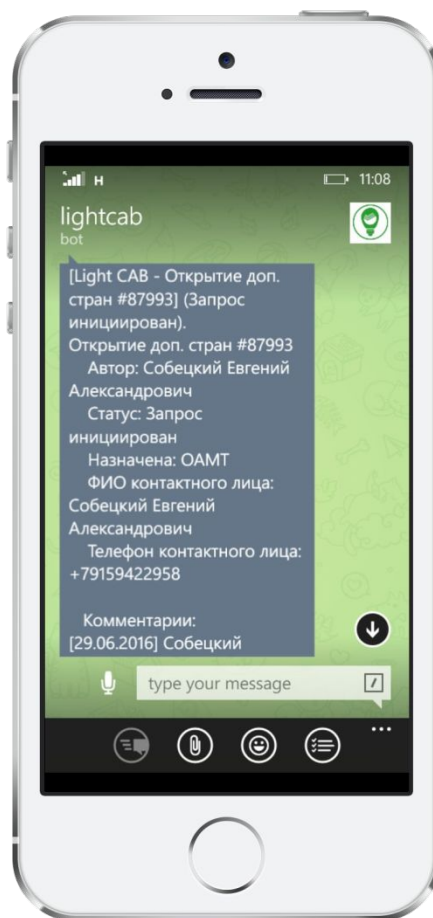 H 11:08
lightcab
bot
[Light CAB - Открытие доп.
стран #87993] (Запрос
инициирован).
Открытие доп. стран #87993
Автор: Собецкий Евгений
Александрович
Статус: Запрос
инициирован
Назначена: ОАМТ
ФИО контактного лица:
Собецкий Евгений
Александрович
Телефон контактного лица:
+79159422958
Комментарии:
[29.06.2016] Собецкий
type your message